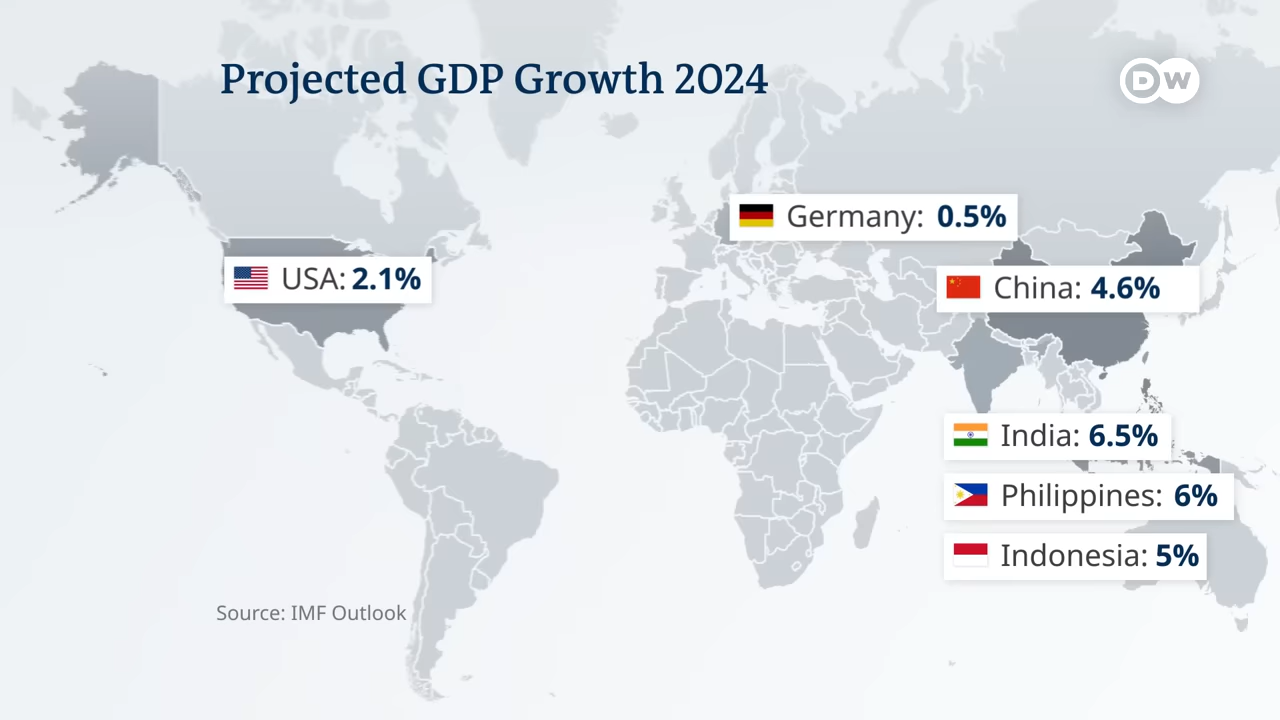 Projected GDP Growth 2024
DW
Germany: 0.5%
USA: 2.1%
China: 4.6%
India: 6.5%
Philippines: 6%
Indonesia: 5%
Source: IMF Outlook